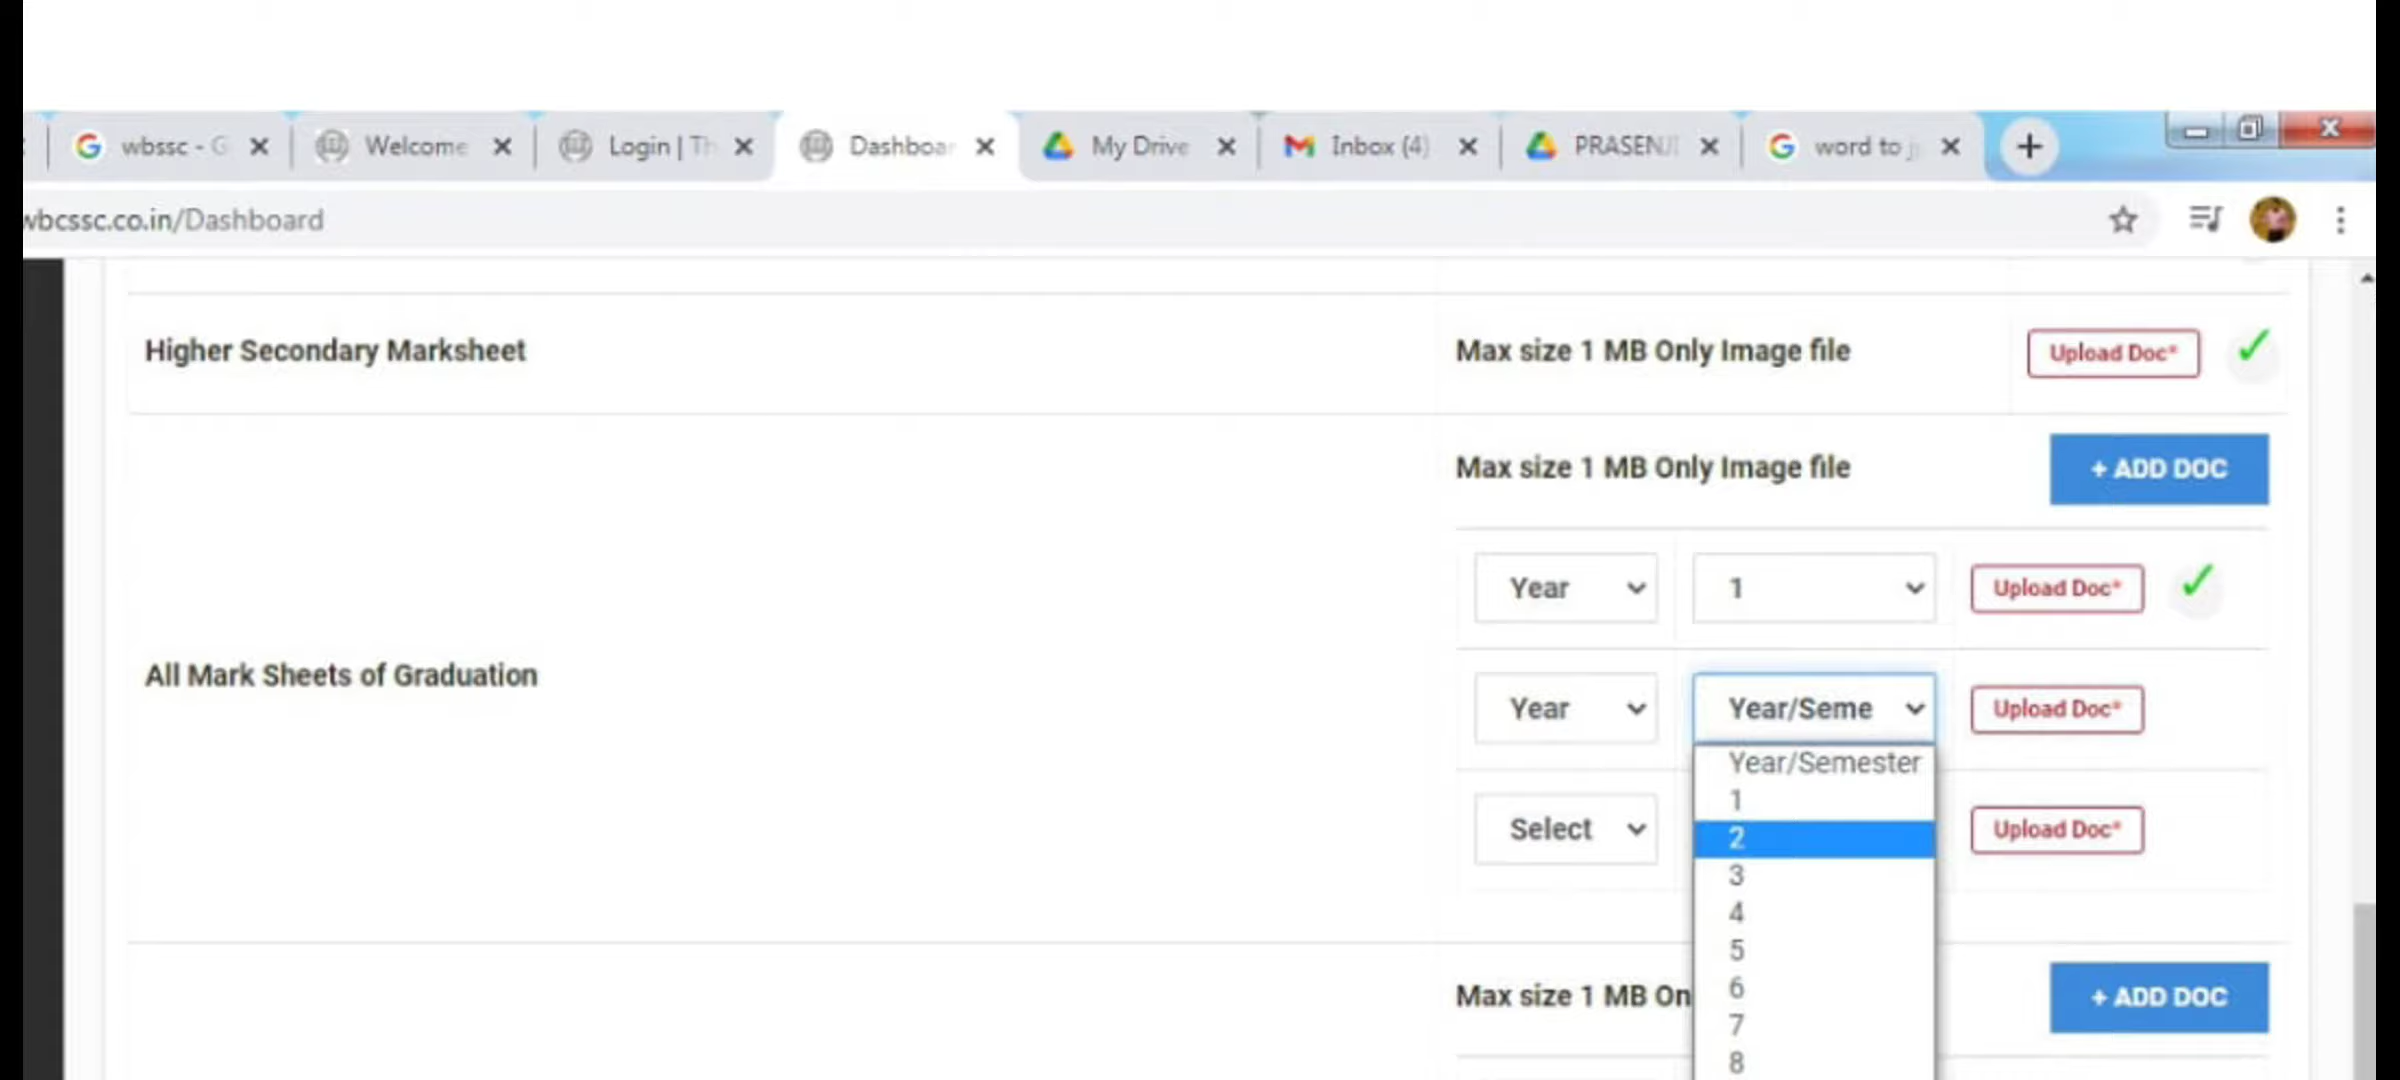 wbssc - G
Welcome
Login | Th
Dashboar
My Drive
Inbox (4)
PRASENJI
word to j
wbcssc.co.in/Dashboard
Higher Secondary Marksheet
Max size 1 MB Only Image file
Upload Doc*
Max size 1 MB Only Image file
+ ADD DOC
Year
1
Upload Doc*
All Mark Sheets of Graduation
Year
Year/Seme
Upload Doc*
Year/Semester
1
Select
2
Upload Doc*
3
4
5
Max size 1 MB On
6
+ ADD DOC
7
8